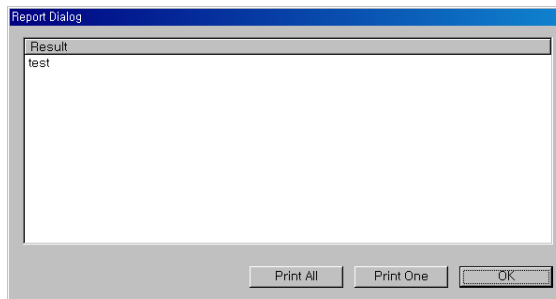 Report Dialog
Result
test
Print All Print One OK